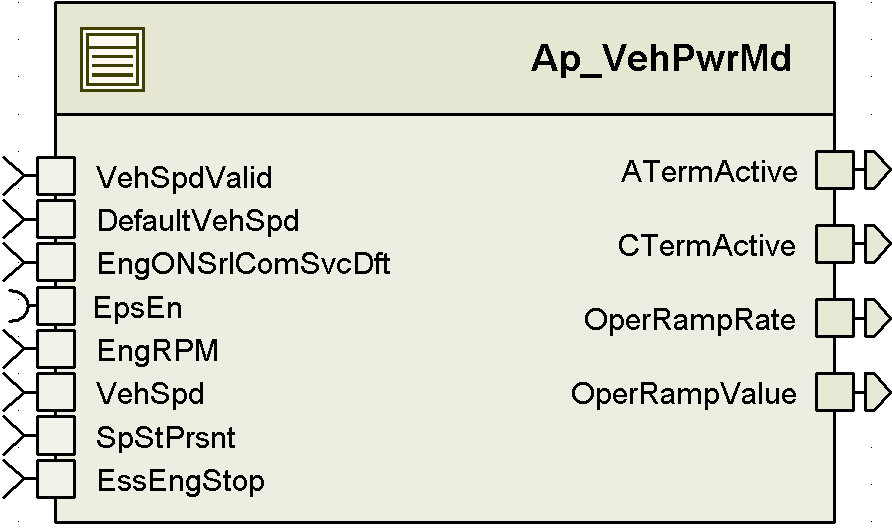 Ap_VehPwrMd
VehSpdValid
DefaultVehSpd
EngONSrlComSvcDft
EpsEn
EngRPM
VehSpd
SpStPrsnt
EssEngStop
ATermActive
CTermActive
OperRampRate
OperRampValue